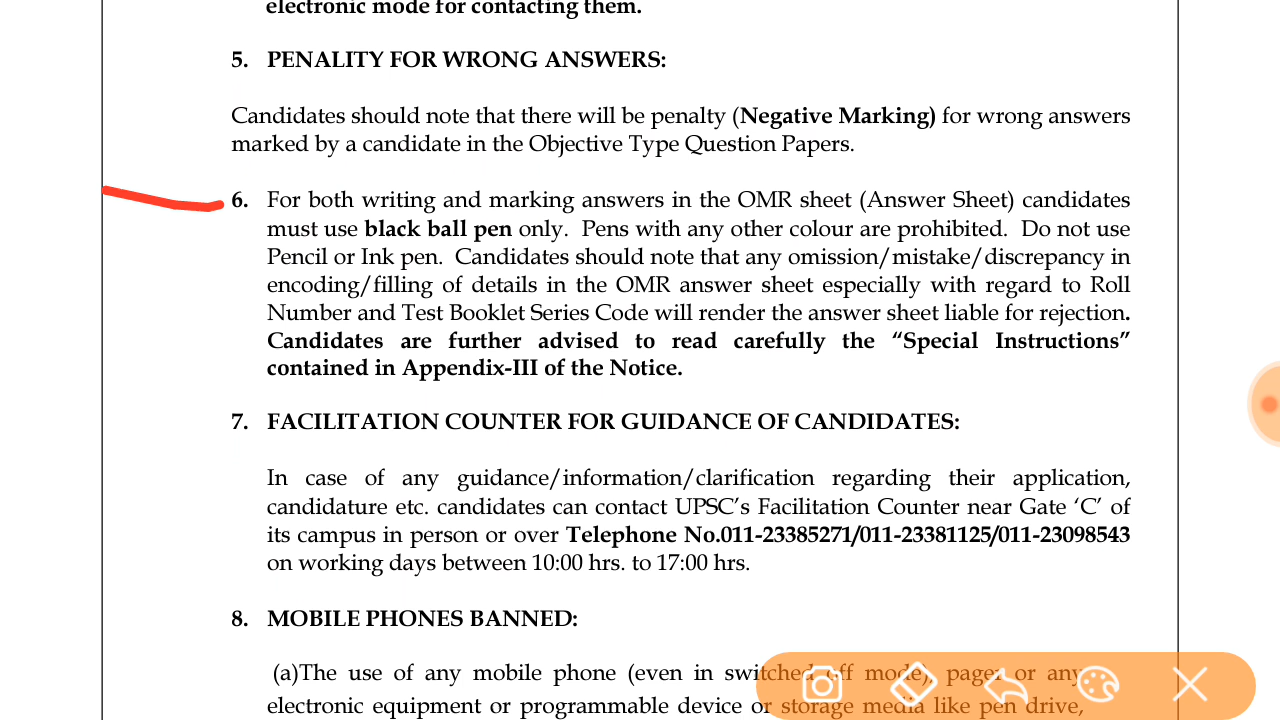 electronic mode for contacting them.
5. PENALITY FOR WRONG ANSWERS:
Candidates should note that there will be penalty (Negative Marking) for wrong answers
marked by a candidate in the Objective Type Question Papers.
6. For both writing and marking answers in the OMR sheet (Answer Sheet) candidates
must use black ball pen only. Pens with any other colour are prohibited. Do not use
Pencil or Ink pen. Candidates should note that any omission/mistake/discrepancy in
encoding/filling of details in the OMR answer sheet especially with regard to Roll
Number and Test Booklet Series Code will render the answer sheet liable for rejection.
Candidates are further advised to read carefully the “Special Instructions”
contained in Appendix-III of the Notice.
7. FACILITATION COUNTER FOR GUIDANCE OF CANDIDATES:
In case of any guidance/information/clarification regarding their application,
candidature etc. candidates can contact UPSC’s Facilitation Counter near Gate ‘C’ of
its campus in person or over Telephone No.011-23385271/011-23381125/011-23098543
on working days between 10:00 hrs. to 17:00 hrs.
8. MOBILE PHONES BANNED:
(a)The use of any mobile phone (even in switched off mode), pager or any
electronic equipment or programmable device or storage media like pen drive,